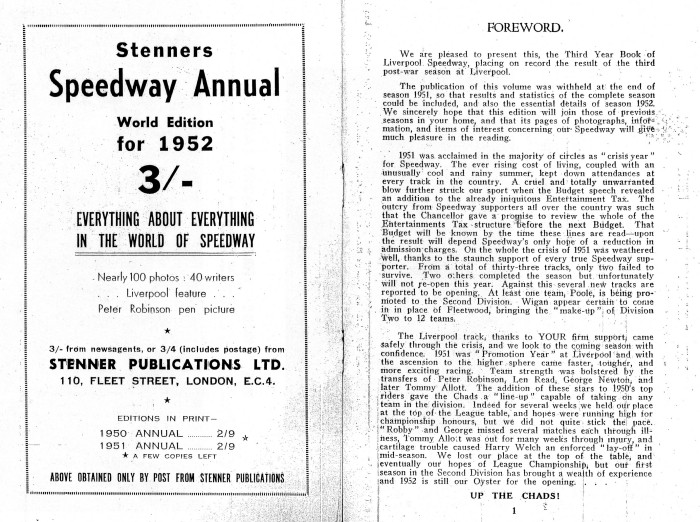 Stenners
Speedway Annual
World Edition
for 1952
3/-
EVERYTHING ABOUT EVERYTHING
IN THE WORLD OF SPEEDWAY
Nearly 100 photos : 40 writers
. . . Liverpool feature . . .
Peter Robinson pen picture
★
3/- from newsagents, or 3/4 (includes postage) from
STENNER PUBLICATIONS LTD.
110, FLEET STREET, LONDON, E.C.4.
★
EDITIONS IN PRINT—
1950 ANNUAL ........... 2/9 ★
1951 ANNUAL ........... 2/9
★ A FEW COPIES LEFT
ABOVE OBTAINED ONLY BY POST FROM STENNER PUBLICATIONS
FOREWORD.
We are pleased to present this, the Third Year Book of
Liverpool Speedway, placing on record the result of the third
post-war season at Liverpool.
The publication of this volume was withheld at the end of
season 1951, so that results and statistics of the complete season
could be included, and also the essential details of season 1952.
We sincerely hope that this edition will join those of previous
seasons in your home, and that its pages of photographs, infor-
mation, and items of interest concerning our Speedway will give
much pleasure in the reading.
1951 was acclaimed in the majority of circles as "crisis year"
for Speedway. The ever rising cost of living, coupled with an
unusually cool and rainy summer, kept down attendances at
every track in the country. A cruel and totally unwarranted
blow further struck our sport when the Budget speech revealed
an addition to the already iniquitous Entertainment Tax. The
outcry from Speedway supporters all over the country was such
that the Chancellor gave a promise to review the whole of the
Entertainments Tax structure before the next Budget. That
Budget will be known by the time these lines are read—upon
the result will depend Speedway's only hope of a reduction in
admission charges. On the whole the crisis of 1951 was weathered
well, thanks to the staunch support of every true Speedway sup-
porter. From a total of thirty-three tracks, only two failed to
survive. Two others completed the season but unfortunately
will not re-open this year. Against this several new tracks are
reported to be opening. At least one team, Poole, is being pro-
moted to the Second Division. Wigan appear certain to come
in in place of Fleetwood, bringing the "make-up" of Division
Two to 12 teams.
The Liverpool track, thanks to YOUR firm support, came
safely through the crisis, and we look to the coming season with
confidence. 1951 was "Promotion Year" at Liverpool and with
the ascension to the higher sphere came faster, tougher, and
more exciting racing. Team strength was bolstered by the
transfers of Peter Robinson, Len Read, George Newton, and
later Tommy Allott. The addition of these stars to 1950's top
riders gave the Chads a "line-up" capable of taking on any
team in the division. Indeed for several weeks we held our place
at the top of the League table, and hopes were running high for
championship honours, but we did not quite stick the pace.
"Robby" and George missed several matches each through ill-
ness, Tommy Allott was out for many weeks through injury, and
cartilage trouble caused Harry Welch an enforced "lay-off" in
mid-season. We lost our place at the top of the table, and
eventually our hopes of League Championship, but our first
season in the Second Division has brought a wealth of experience
and 1952 is still our Oyster for the opening.
UP THE CHADS!
1